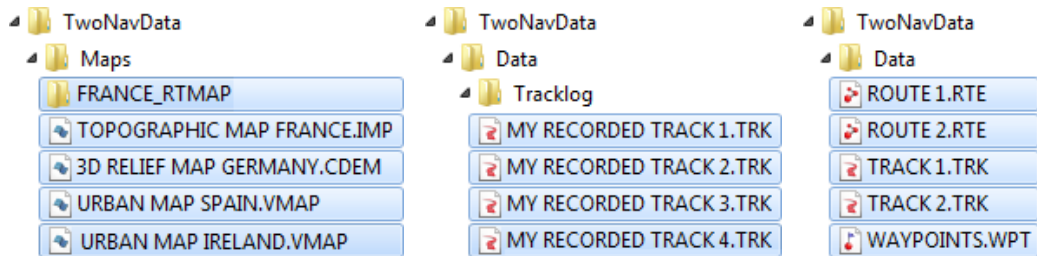 TwoNavData
Maps
FRANCE_RTMAP
TOPOGRAPHIC MAP FRANCE.IMP
3D RELIEF MAP GERMANY.CDEM
URBAN MAP SPAIN.VMAP
URBAN MAP IRELAND.VMAP
TwoNavData
Data
Tracklog
MY RECORDED TRACK 1.TRK
MY RECORDED TRACK 2.TRK
MY RECORDED TRACK 3.TRK
MY RECORDED TRACK 4.TRK
TwoNavData
Data
ROUTE 1.RTE
ROUTE 2.RTE
TRACK 1.TRK
TRACK 2.TRK
WAYPOINTS.WPT